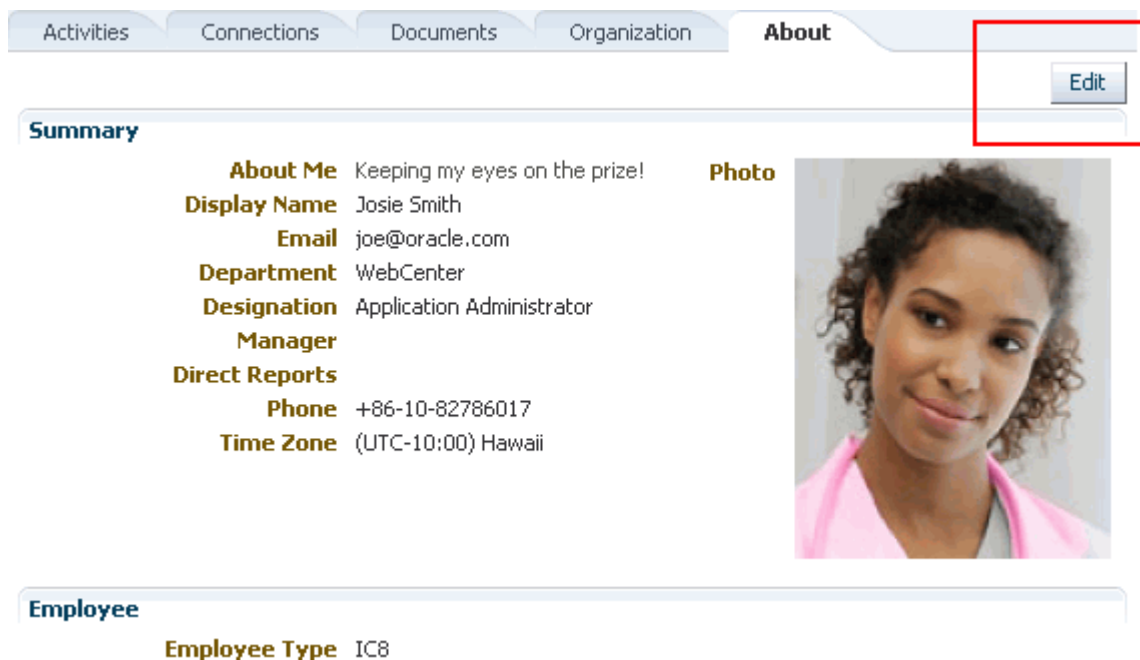 Activities Connections Documents Organization About
Edit
Summary
About Me Keeping my eyes on the prize! Photo
Display Name Josie Smith
Email joe@oracle.com
Department WebCenter
Designation Application Administrator
Manager
Direct Reports
Phone +86-10-82786017
Time Zone (UTC-10:00) Hawaii
Employee
Employee Type IC8